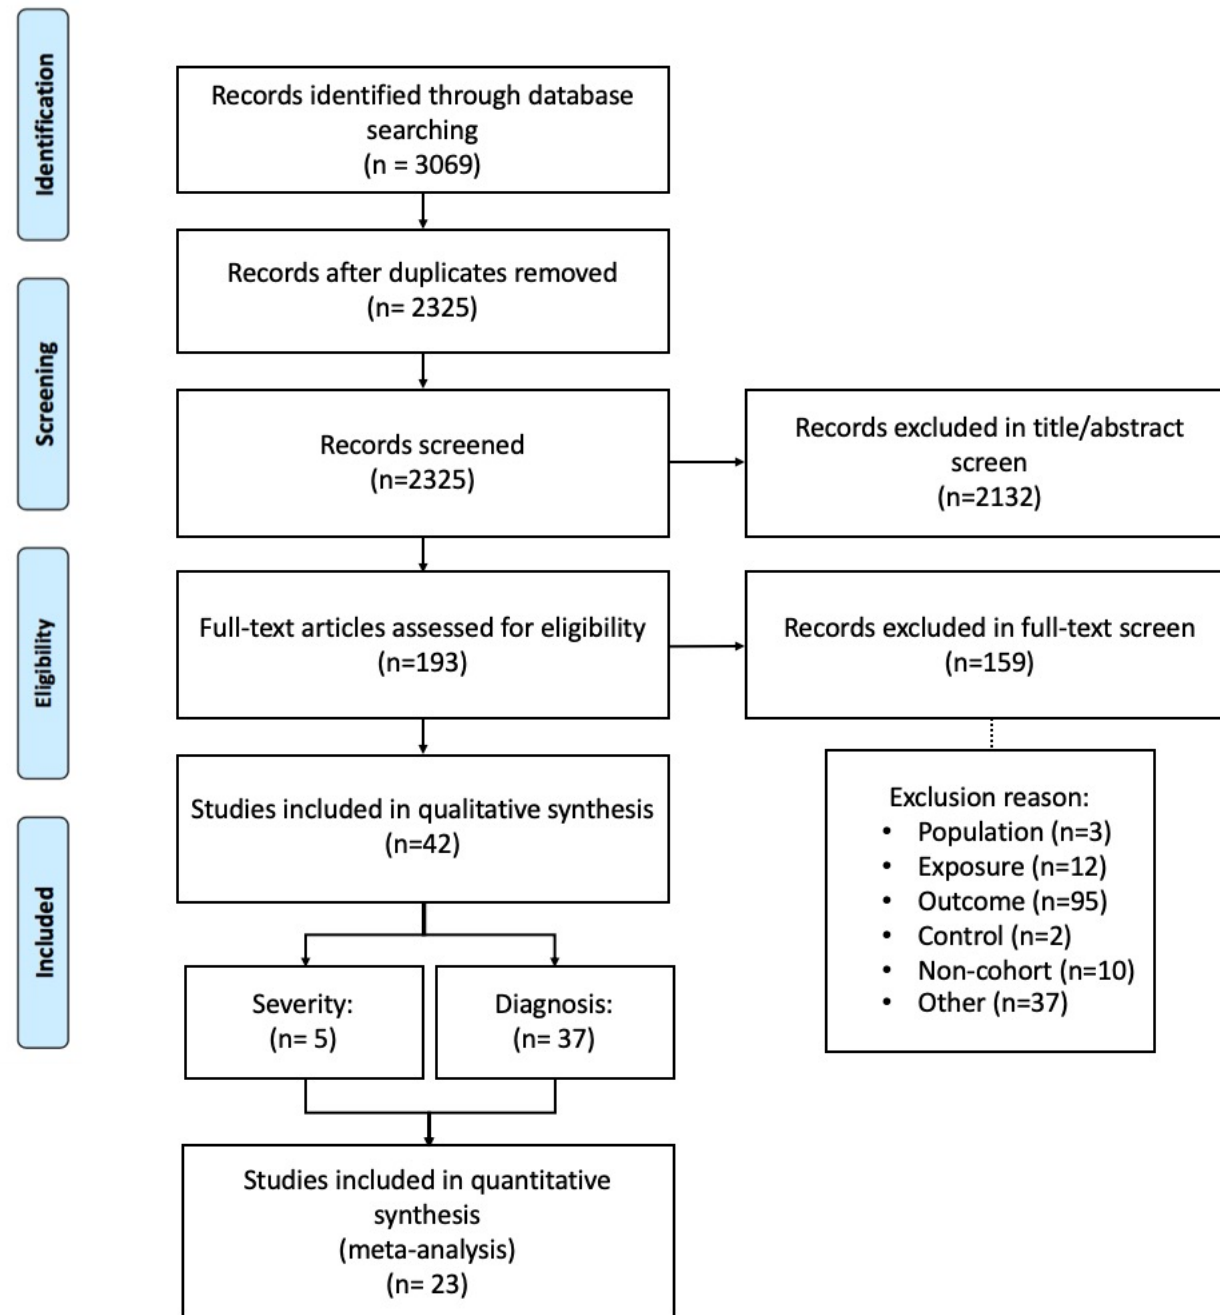 Identification
Records identified through database
searching
(n = 3069)
Records after duplicates removed
(n= 2325)
Screening
Records screened
(n=2325)
Records excluded in title/abstract
screen
(n=2132)
Eligibility
Full-text articles assessed for eligibility
(n=193)
Records excluded in full-text screen
(n=159)
Studies included in qualitative synthesis
(n=42)
Exclusion reason:
• Population (n=3)
• Exposure (n=12)
• Outcome (n=95)
• Control (n=2)
• Non-cohort (n=10)
• Other (n=37)
Included
Severity:
(n= 5)
Diagnosis:
(n= 37)
Studies included in quantitative
synthesis
(meta-analysis)
(n= 23)